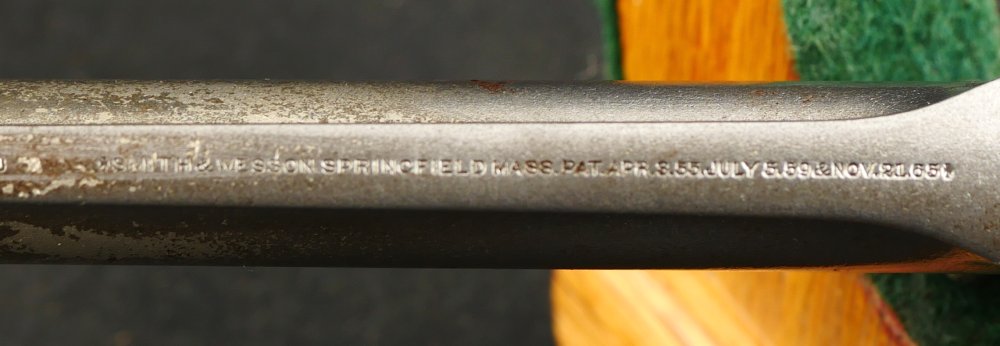 SMITH & WESSON SPRINGFIELD MASS. PAT. APR. 3.55. JULY 5.59 & NOV. 21.65